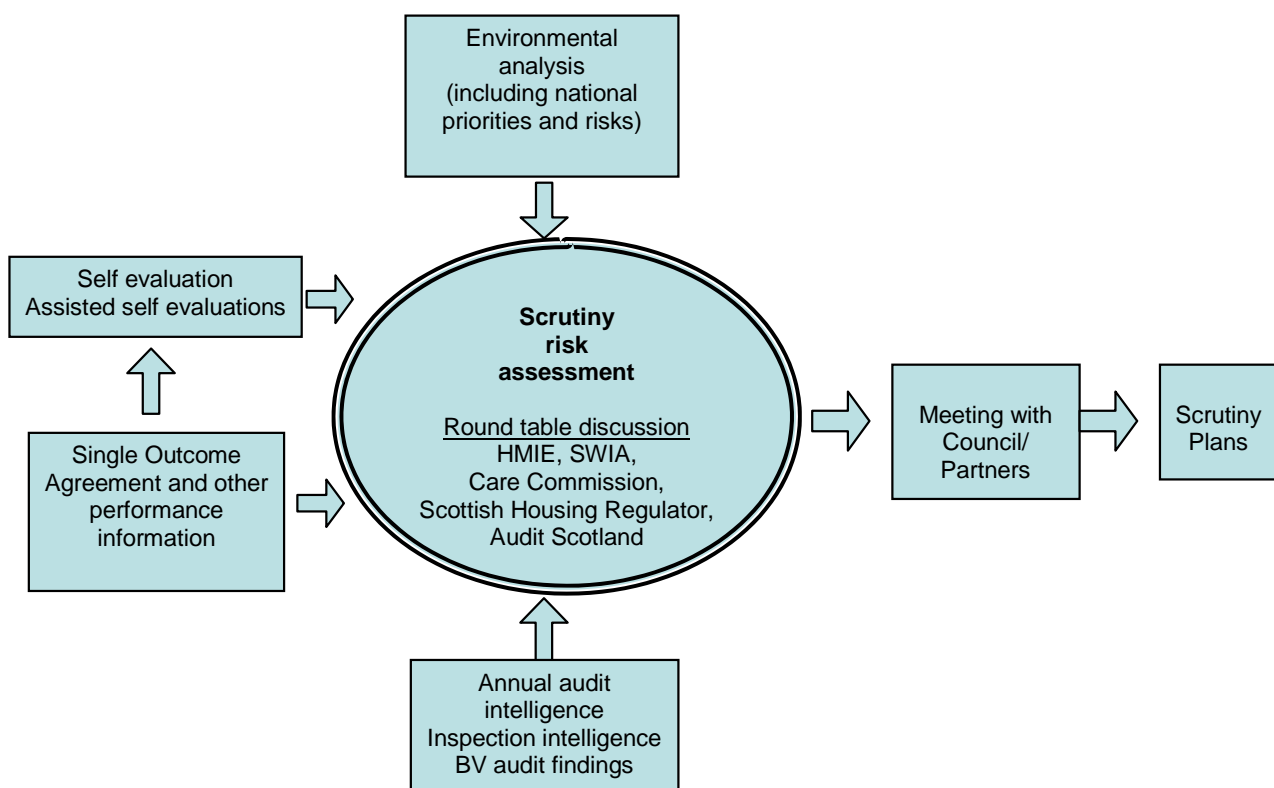 Environmental
analysis
(including national
priorities and risks)
Self evaluation
Assisted self evaluations
Single Outcome
Agreement and other
performance
information
Scrutiny
risk
assessment
Round table discussion
HMIE, SWIA,
Care Commission,
Scottish Housing Regulator,
Audit Scotland
Annual audit
intelligence
Inspection intelligence
BV audit findings
Meeting with
Council/
Partners
Scrutiny
Plans